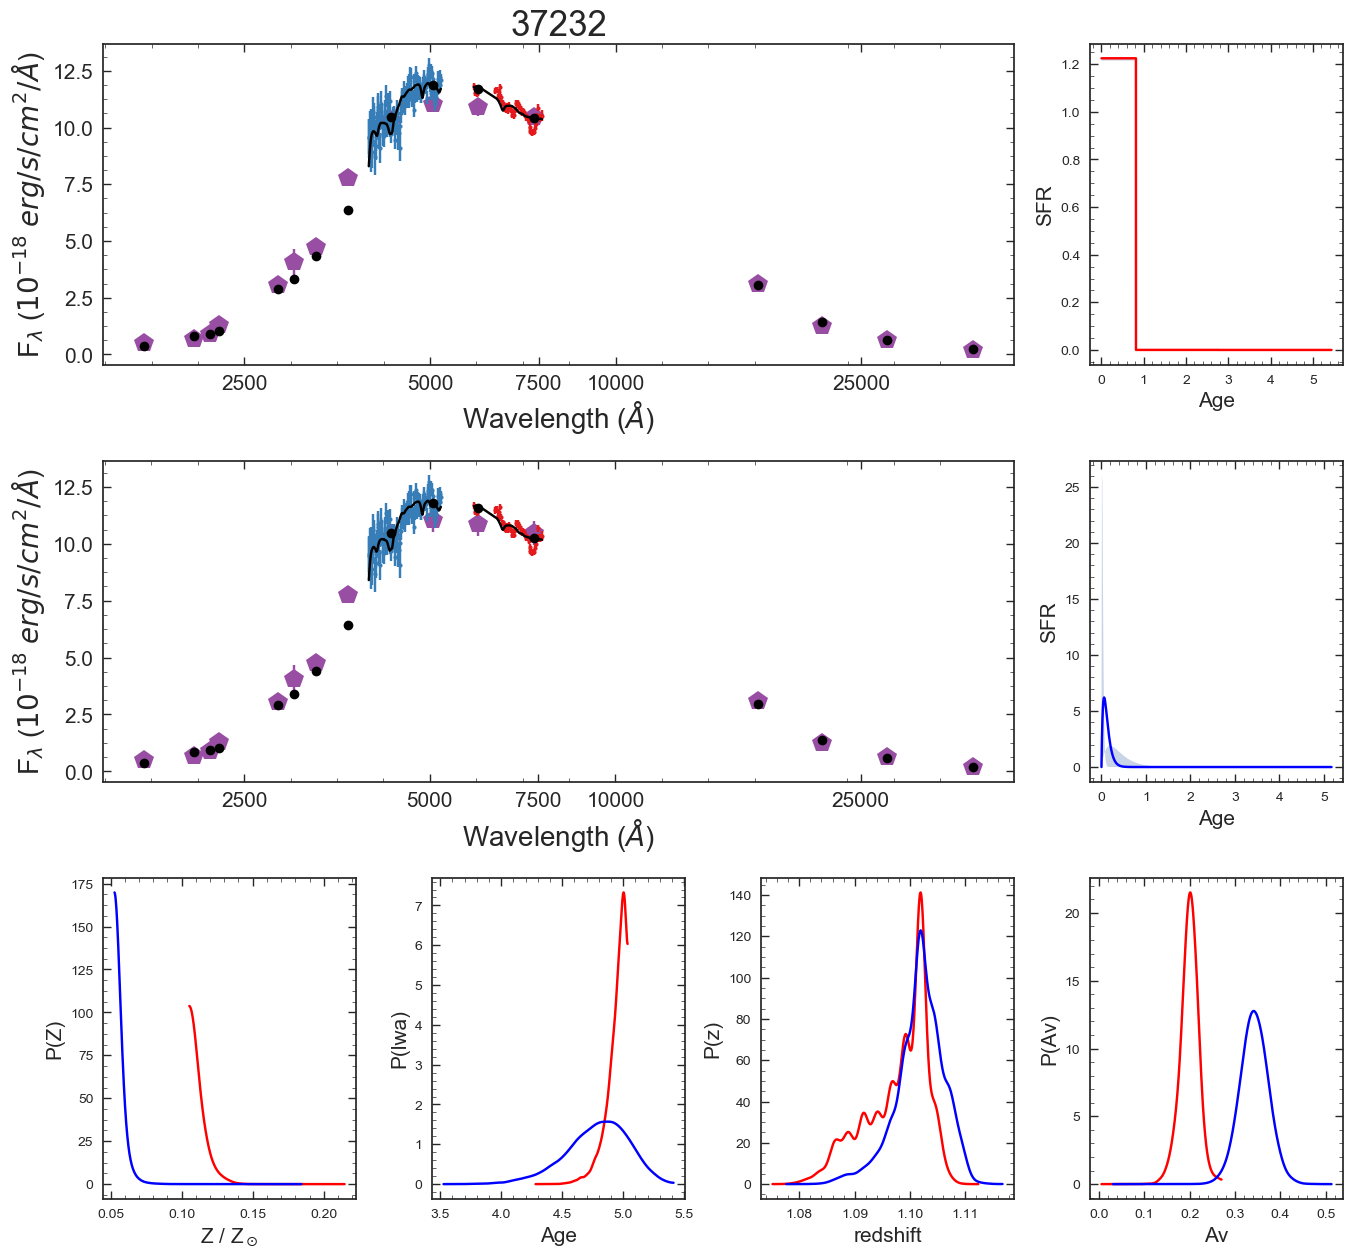 37232
12.5
10.0
7.5
5.0
2.5
0.0
F_λ (10^−18 erg/s/cm^2/Å)
2500 5000 7500 10000 25000
Wavelength (Å)
1.2
1.0
0.8
0.6
0.4
0.2
0.0
SFR
0 1 2 3 4 5
Age
12.5
10.0
7.5
5.0
2.5
0.0
F_λ (10^−18 erg/s/cm^2/Å)
2500 5000 7500 10000 25000
Wavelength (Å)
25
20
15
10
5
0
SFR
0 1 2 3 4 5
Age
175
150
125
100
75
50
25
0
P(Z)
0.05 0.10 0.15 0.20
Z / Z_⊙
7
6
5
4
3
2
1
0
P(lwa)
3.5 4.0 4.5 5.0 5.5
Age
140
120
100
80
60
40
20
0
P(z)
1.08 1.09 1.10 1.11
redshift
20
15
10
5
0
P(Av)
0.0 0.1 0.2 0.3 0.4 0.5
Av